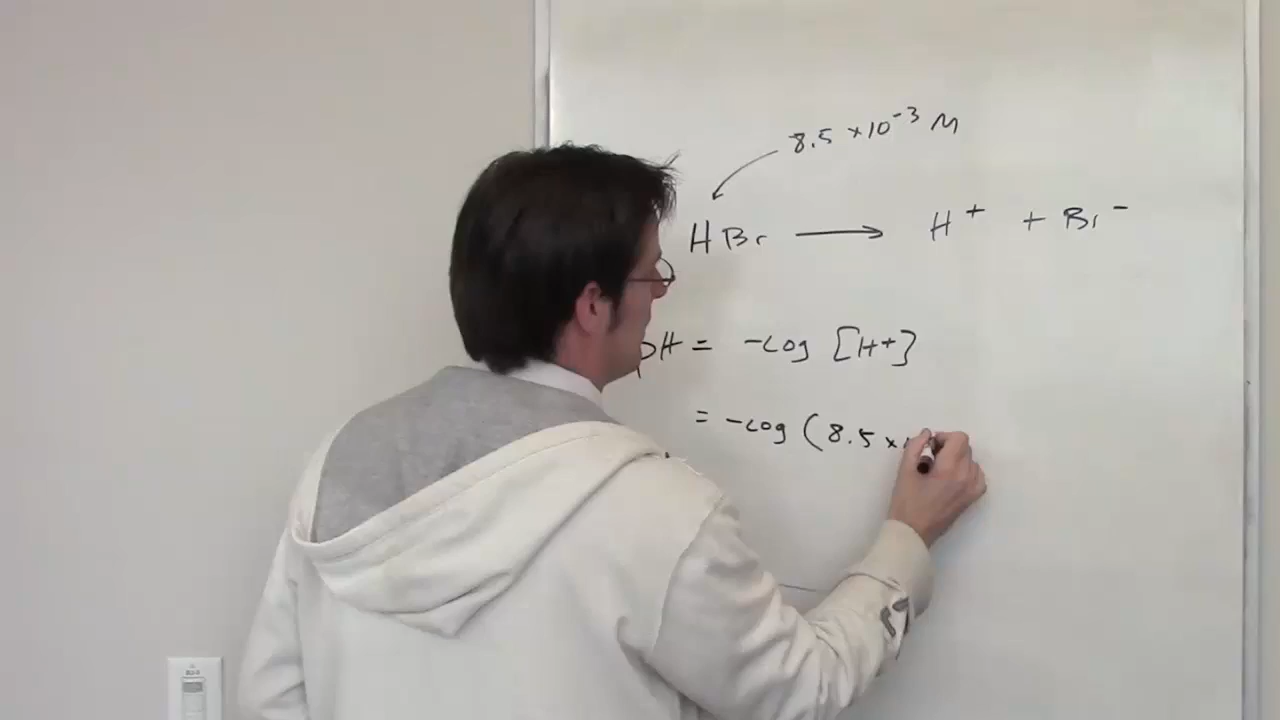 8.5 ×10⁻³ M
HBr → H⁺ + Br⁻
pH = -log [H+]
= -log (8.5 ×